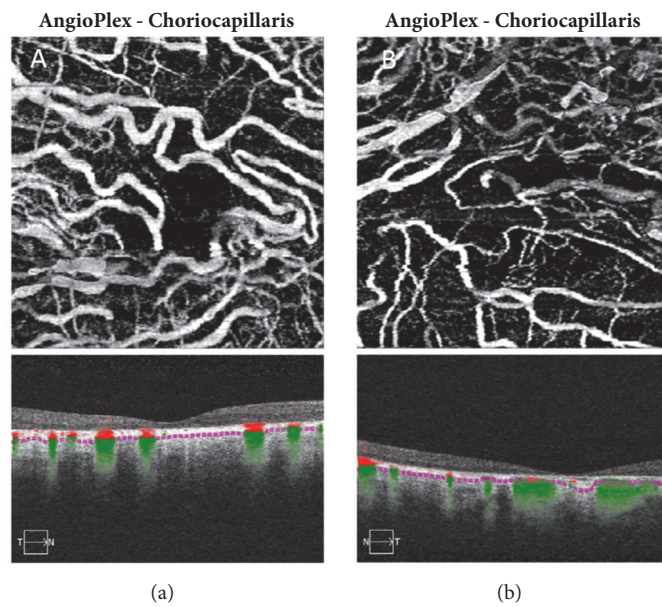 AngioPlex - Choriocapillaris
AngioPlex - Choriocapillaris
A
B
T N
N T
(a)
(b)